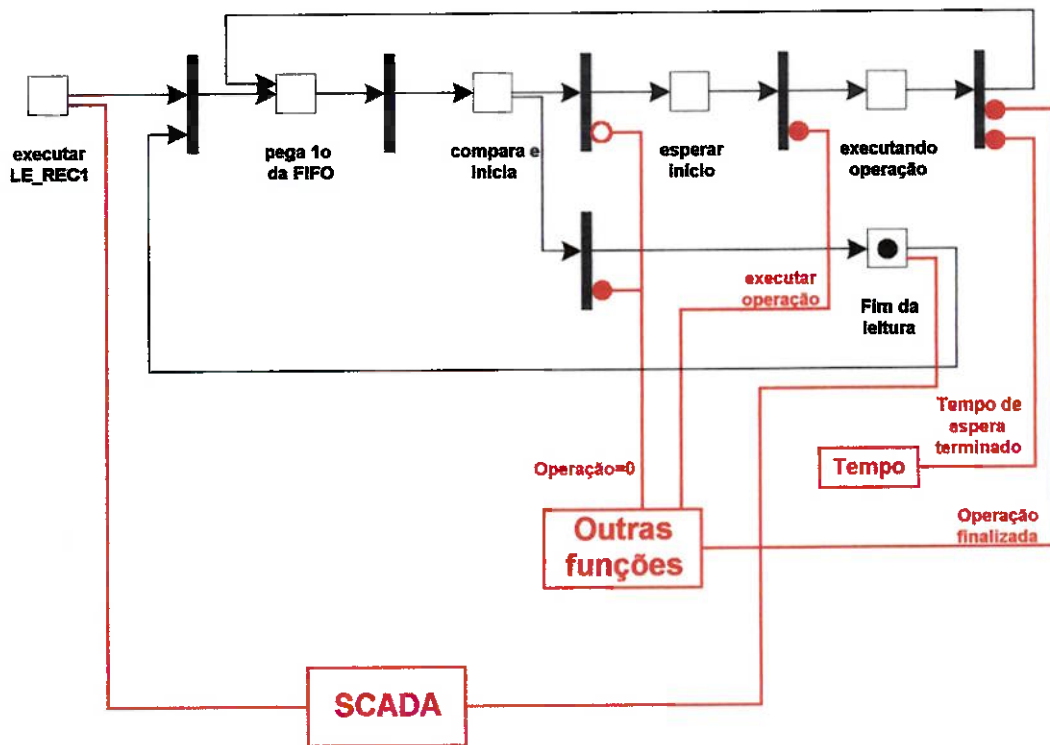 executar
LE_REC1
pega 1o
da FIFO
compara e
inicia
esperar
início
executando
operação
executar
operação
Fim da
leitura
Tempo de
espera
terminado
Tempo
Operação=0
Outras
funções
Operação
finalizada
SCADA